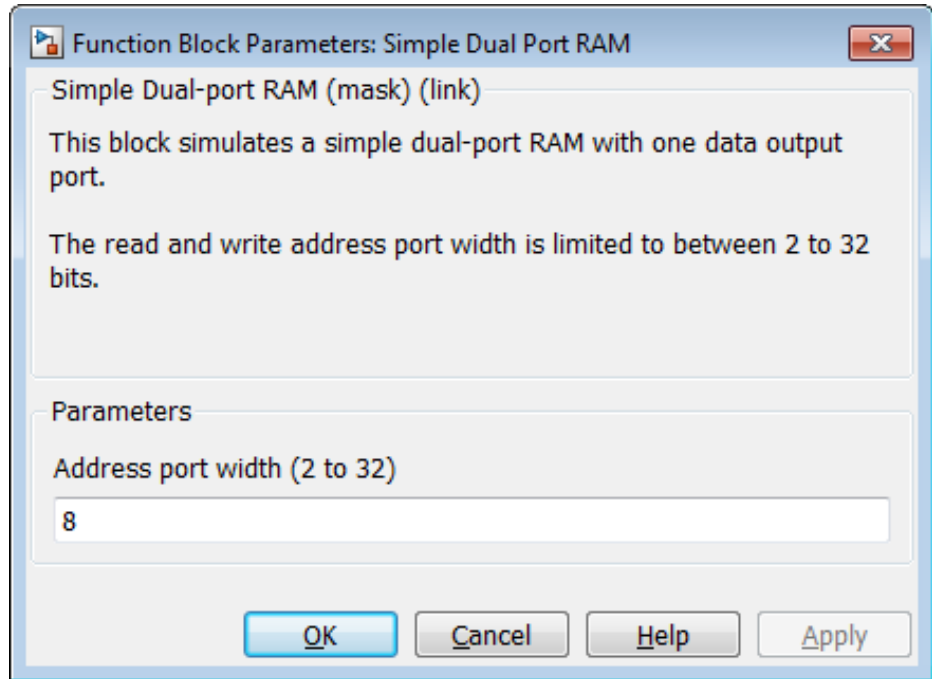 Function Block Parameters: Simple Dual Port RAM
Simple Dual-port RAM (mask) (link)
This block simulates a simple dual-port RAM with one data output
port.
The read and write address port width is limited to between 2 to 32
bits.
Parameters
Address port width (2 to 32)
8
OK Cancel Help Apply